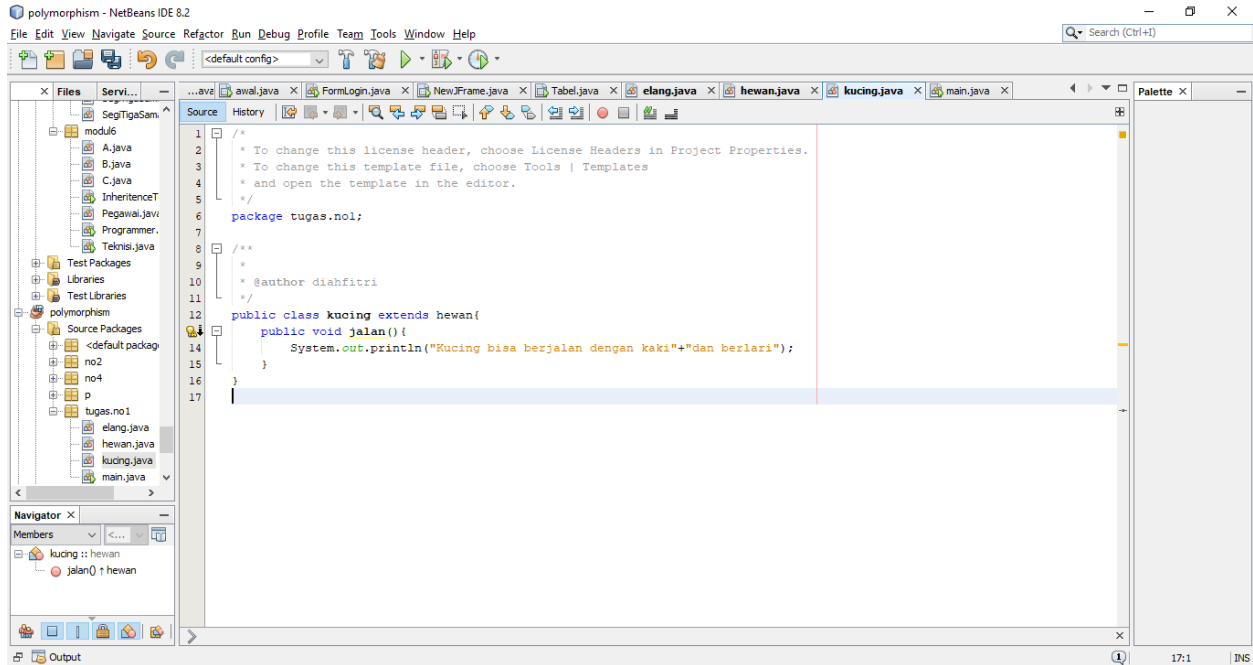 polymorphism - NetBeans IDE 8.2
File Edit View Navigate Source Refactor Run Debug Profile Team Tools Window Help
Search (Ctrl+I)
<default config>
Files Servi...
...ava awal.java FormLogin.java NewJFrame.java Tabel.java elang.java hewan.java kucing.java main.java
Palette
Source History
SegiTigaSam
modul6
A.java
B.java
C.java
InheritenceT
Pegawai.java
Programmer.
Teknisi.java
Test Packages
Libraries
Test Libraries
polymorphism
Source Packages
<default packag
no2
no4
p
tugas.no1
elang.java
hewan.java
kucing.java
main.java
1 /*
2 * To change this license header, choose License Headers in Project Properties.
3 * To change this template file, choose Tools | Templates
4 * and open the template in the editor.
5 */
6 package tugas.no1;
7
8 /**
9 *
10 * @author diahfitri
11 */
12 public class kucing extends hewan{
public void jalan(){
14 System.out.println("Kucing bisa berjalan dengan kaki"+"dan berlari");
15 }
16 }
17
Navigator
Members <...
kucing :: hewan
jalan() ↑ hewan
Output
1 17:1 INS